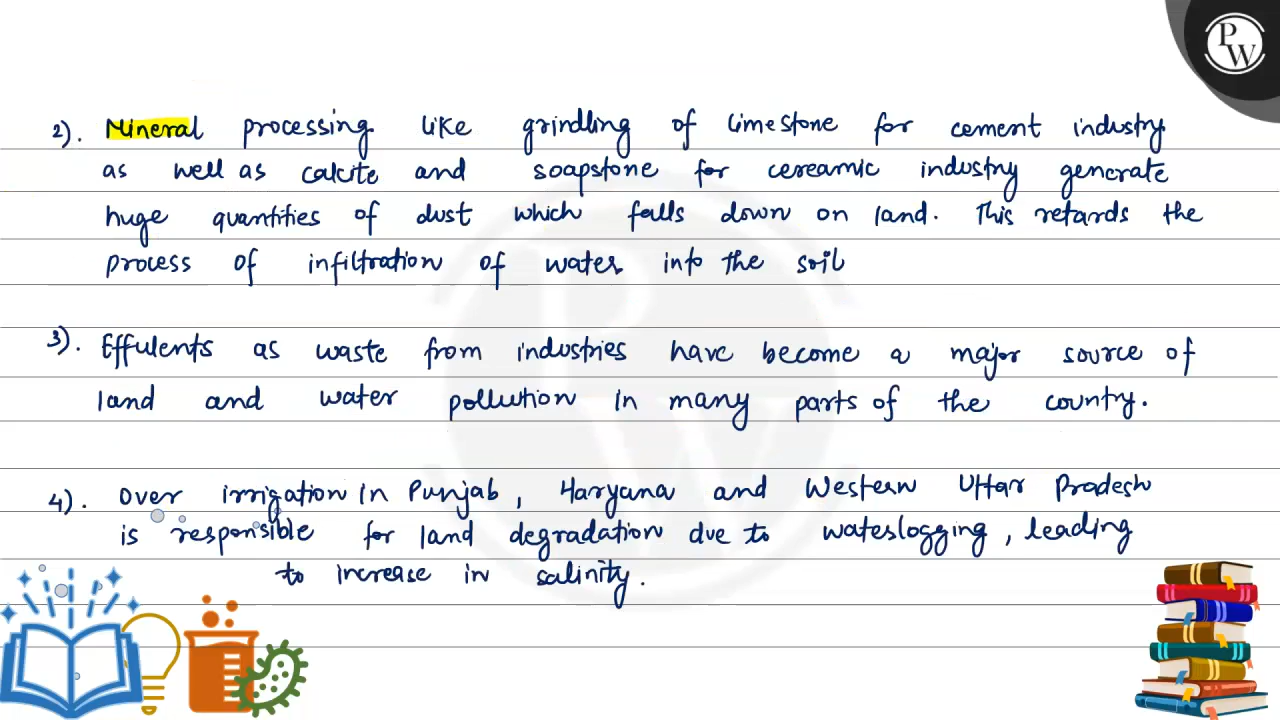 PW
2). Mineral processing like grindling of limestone for cement industry
as well as calcite and soapstone for cereamic industry generate
huge quantities of dust which falls down on land. This retards the
process of infiltration of water into the soil
3). Effulents as waste from industries have become a major source of
land and water pollution in many parts of the country.
4). Over irrigation in Punjab, Haryana and Western Uttar Pradesh
is responsible for land degradation due to waterlogging, leading
to increase in salinity.